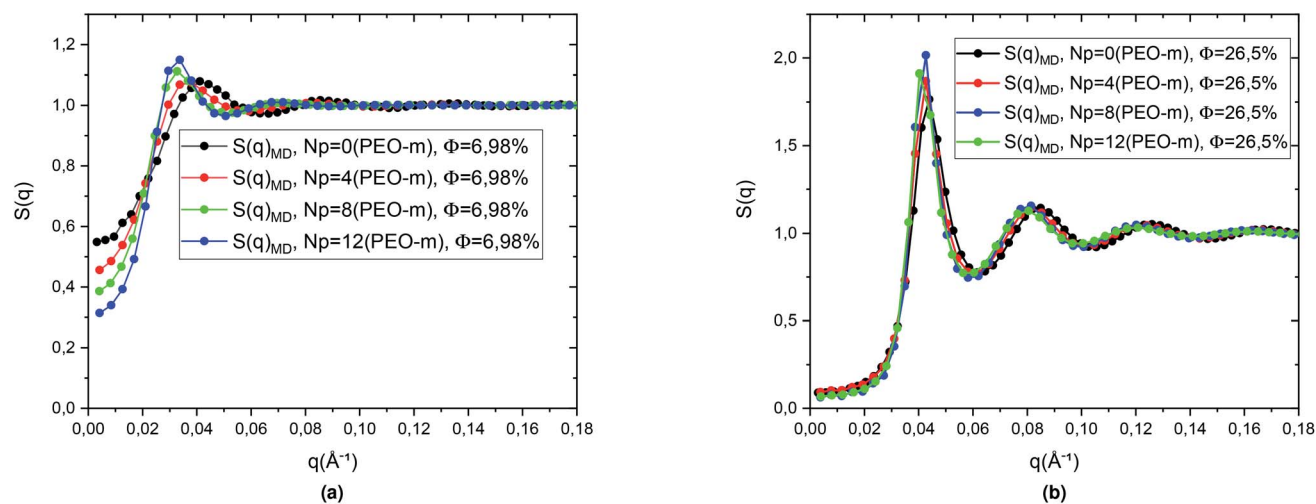 1,2
1,0
0,8
0,6
0,4
0,2
0,0
S(q)
S(q)MD, Np=0(PEO-m), Φ=6,98%
S(q)MD, Np=4(PEO-m), Φ=6,98%
S(q)MD, Np=8(PEO-m), Φ=6,98%
S(q)MD, Np=12(PEO-m), Φ=6,98%
0,00 0,02 0,04 0,06 0,08 0,10 0,12 0,14 0,16 0,18
q(Å⁻¹)
(a)
2,0
1,5
1,0
0,5
0,0
S(q)
S(q)MD, Np=0(PEO-m), Φ=26,5%
S(q)MD, Np=4(PEO-m), Φ=26,5%
S(q)MD, Np=8(PEO-m), Φ=26,5%
S(q)MD, Np=12(PEO-m), Φ=26,5%
0,00 0,02 0,04 0,06 0,08 0,10 0,12 0,14 0,16 0,18
q(Å⁻¹)
(b)